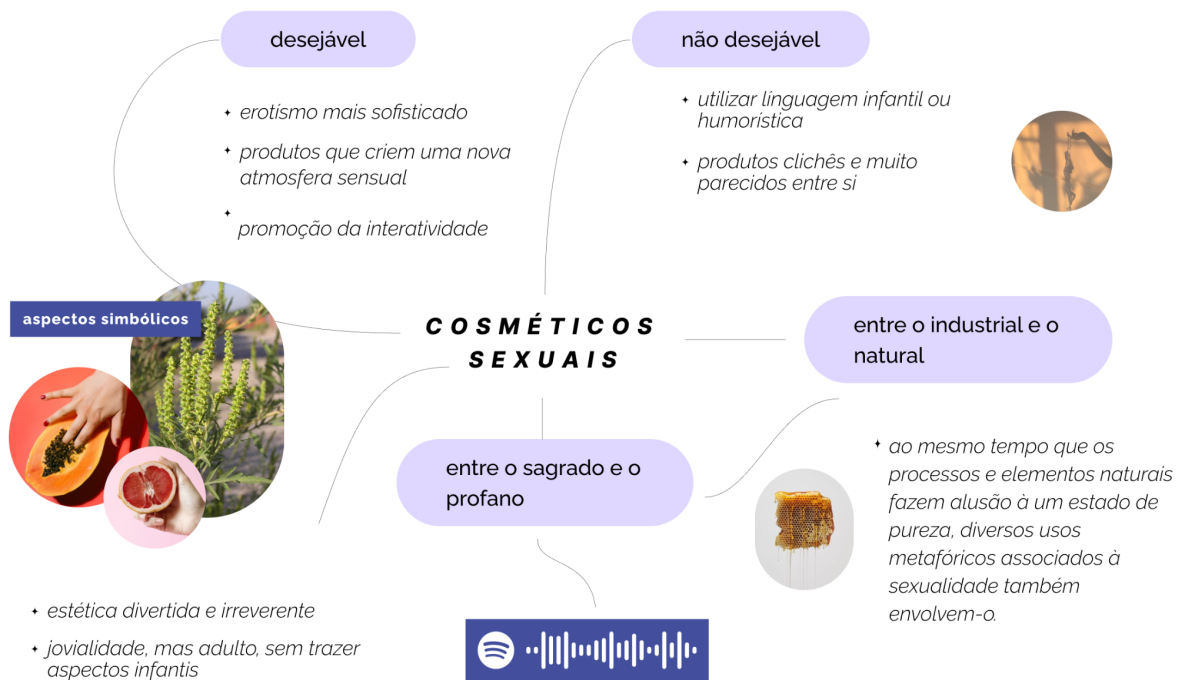 desejável
erotismo mais sofisticado
produtos que criem uma nova
atmosfera sensual
promoção da interatividade
não desejável
utilizar linguagem infantil ou
humorística
produtos clichês e muito
parecidos entre si
aspectos simbólicos
COSMÉTICOS
SEXUAIS
entre o industrial e o
natural
ao mesmo tempo que os
processos e elementos naturais
fazem alusão à um estado de
pureza, diversos usos
metafóricos associados à
sexualidade também
envolvem-o.
entre o sagrado e o
profano
estética divertida e irreverente
jovialidade, mas adulto, sem trazer
aspectos infantis